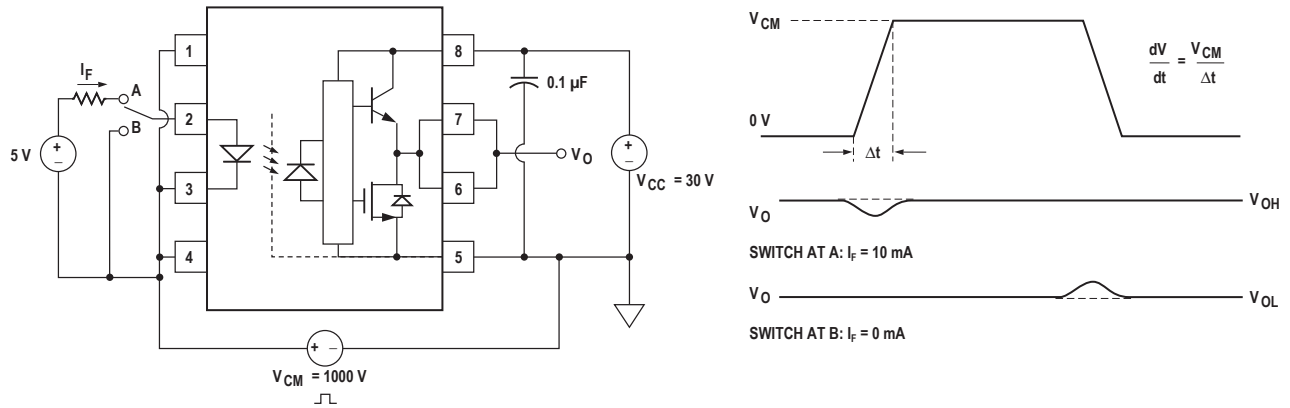 1
8
I_F
A
0.1 µF
2
7
B
V_O
5 V
+
–
+
–
V_CC = 30 V
3
6
4
5
+ –
V_CM = 1000 V
V_CM
dV/dt = V_CM/Δt
0 V
Δt
V_O
V_OH
SWITCH AT A: I_F = 10 mA
V_O
V_OL
SWITCH AT B: I_F = 0 mA